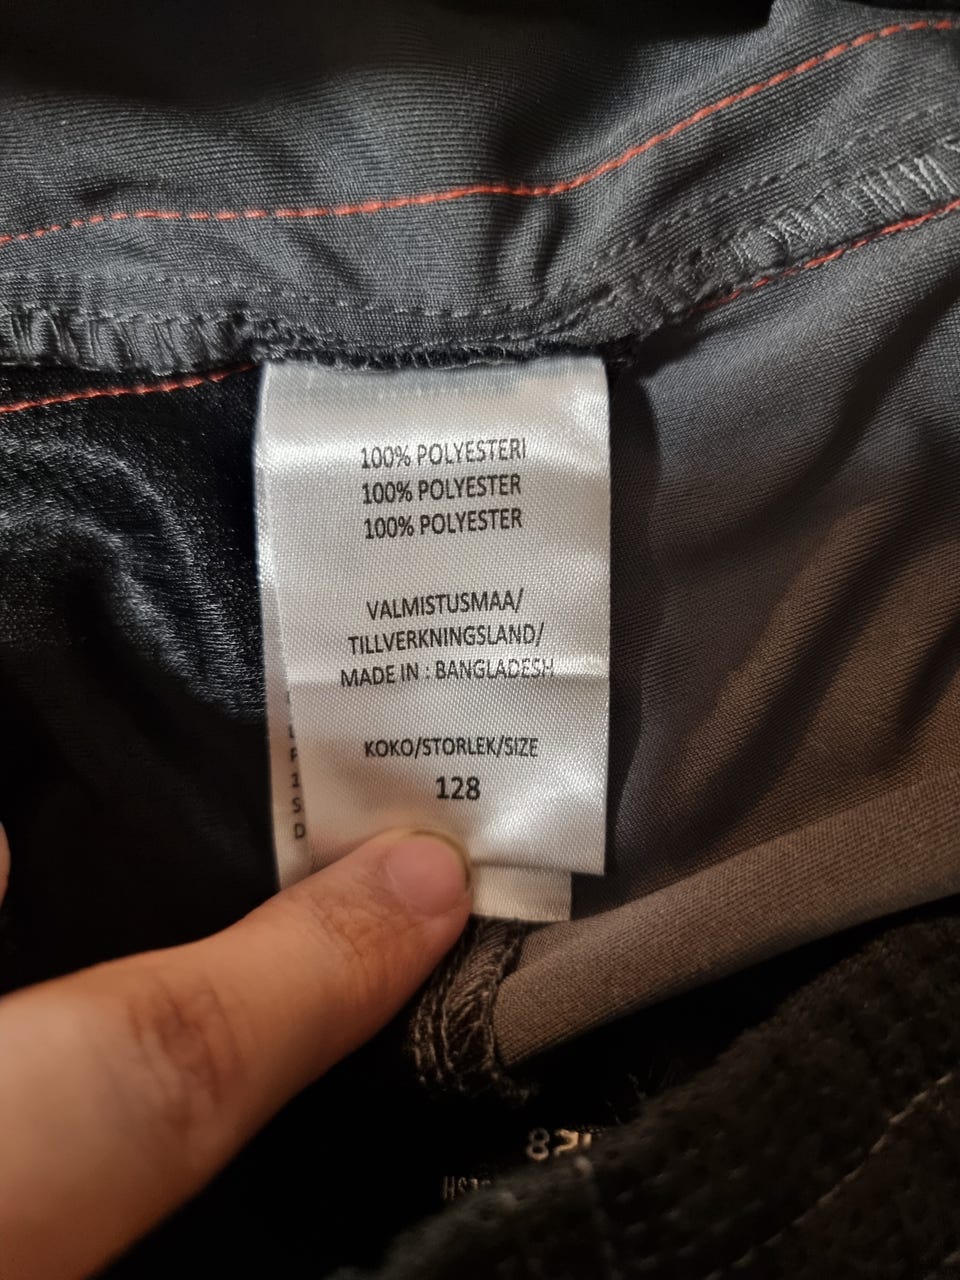 100% POLYESTERI
100% POLYESTER
100% POLYESTER
VALMISTUSMAA/
TILLVERKNINGSLAND/
MADE IN : BANGLADESH
KOKO/STORLEK/SIZE
128